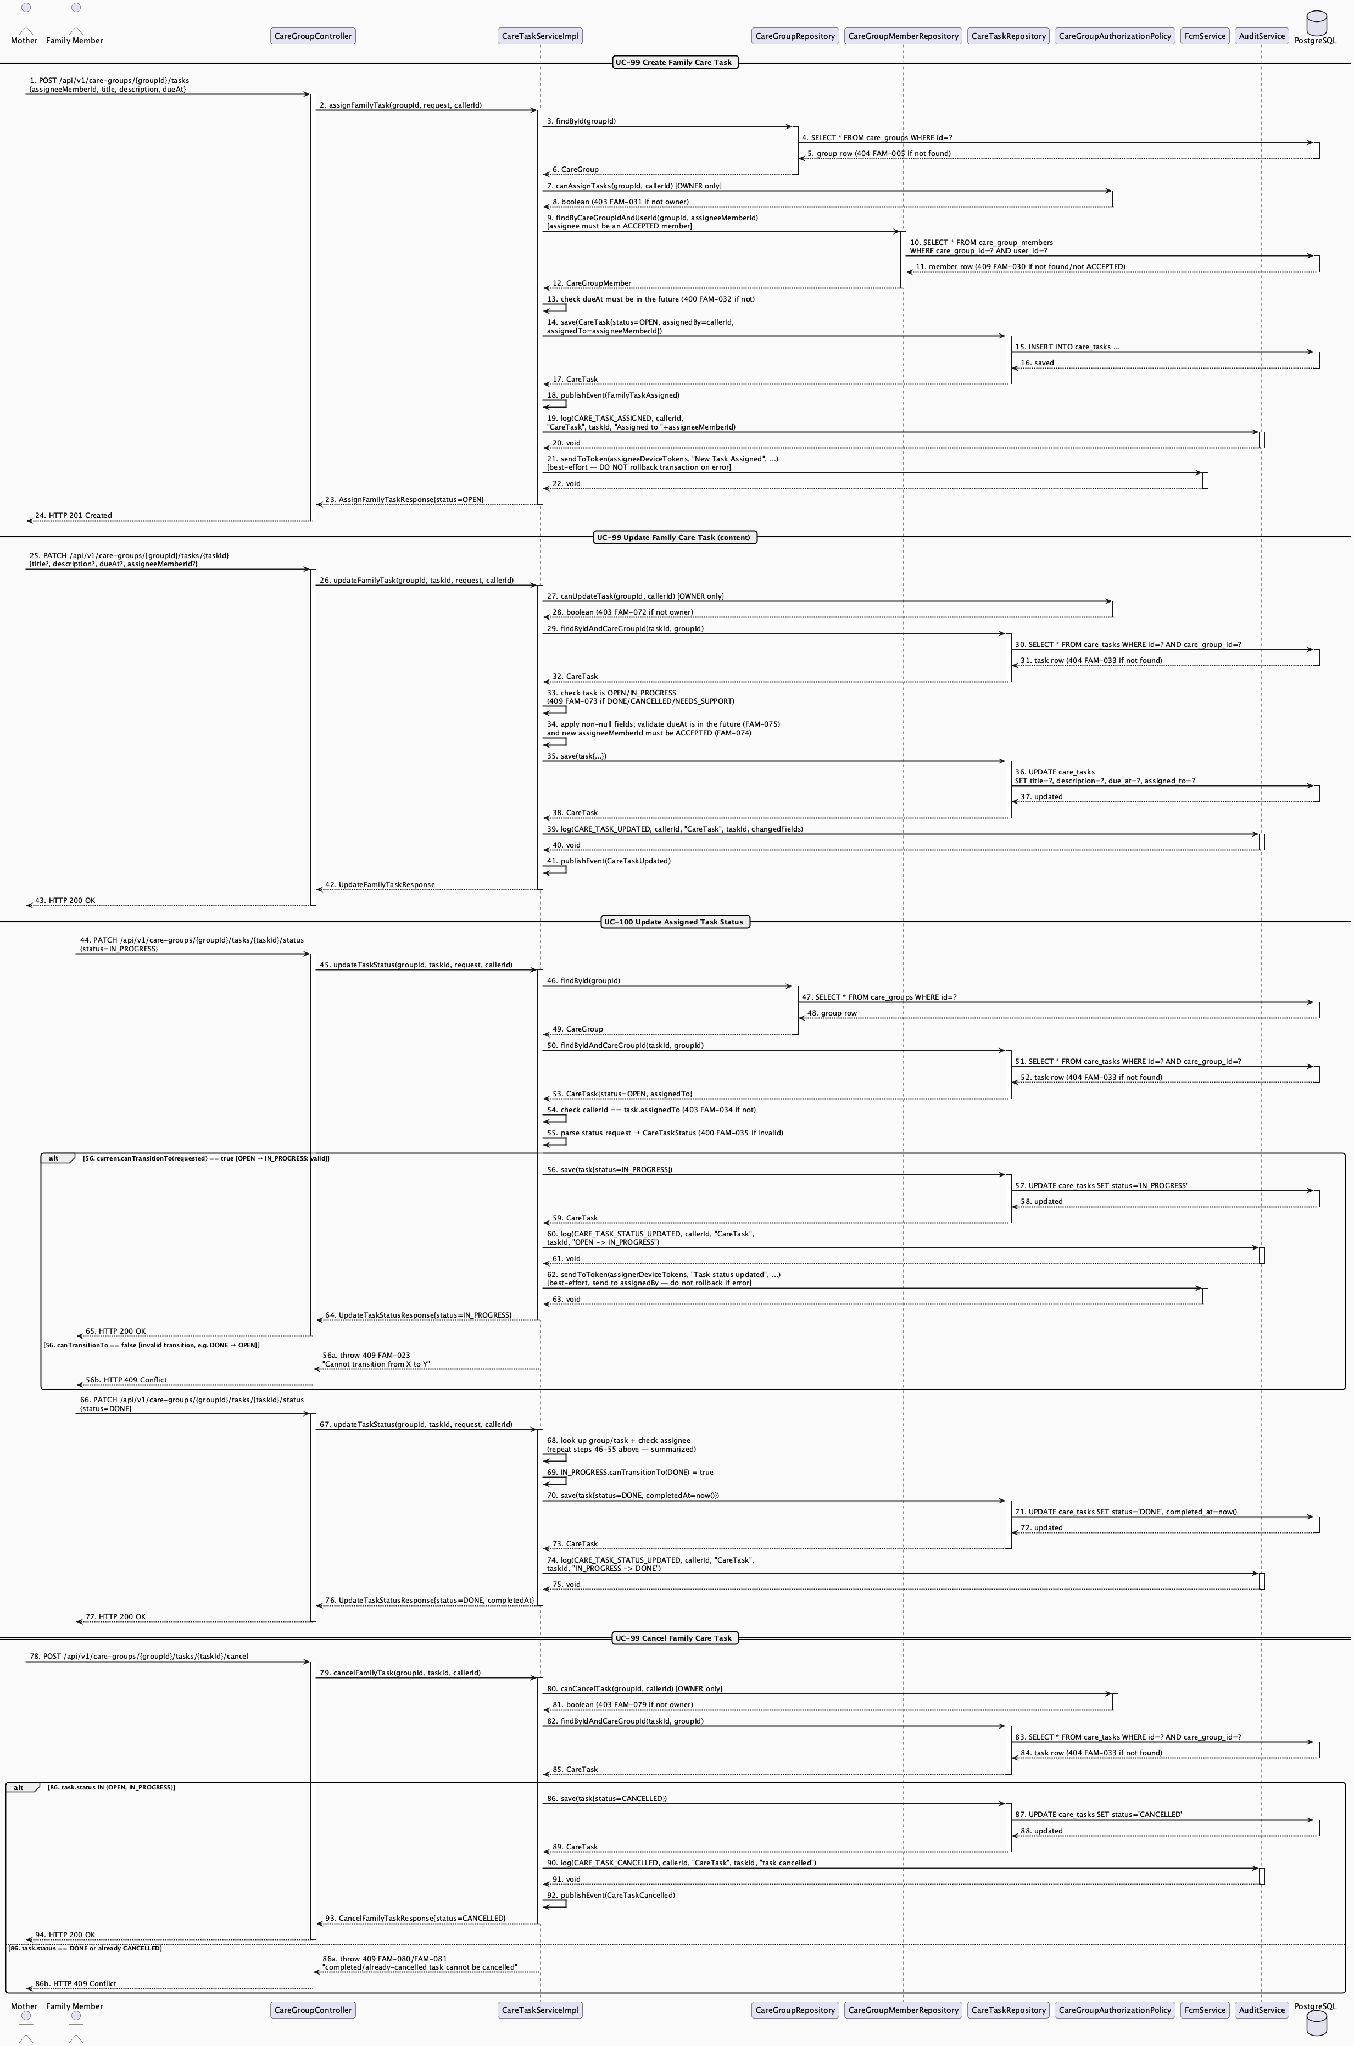 Mother
Family Member
CareGroupController
CareTaskServiceImpl
CareGroupRepository
CareGroupMemberRepository
CareTaskRepository
CareGroupAuthorizationPolicy
FcmService
AuditService
PostgreSQL
UC-99 Create Family Care Task
1. POST /api/v1/care-groups/{groupId}/tasks
{assigneeMemberId, title, description, dueAt}
2. assignFamilyTask(groupId, request, callerId)
3. findById(groupId)
4. SELECT * FROM care_groups WHERE id=?
5. group row (404 FAM-005 if not found)
6. CareGroup
7. canAssignTasks(groupId, callerId) [OWNER only]
8. boolean (403 FAM-031 if not owner)
9. findByCareGroupIdAndUserId(groupId, assigneeMemberId)
[assignee must be an ACCEPTED member]
10. SELECT * FROM care_group_members
WHERE care_group_id=? AND user_id=?
11. member row (409 FAM-030 if not found/not ACCEPTED)
12. CareGroupMember
13. check dueAt must be in the future (400 FAM-032 if not)
14. save(CareTask{status=OPEN, assignedBy=callerId,
assignedTo=assigneeMemberId})
15. INSERT INTO care_tasks ...
16. saved
17. CareTask
18. publishEvent(FamilyTaskAssigned)
19. log(CARE_TASK_ASSIGNED, callerId,
"CareTask", taskId, "Assigned to "+assigneeMemberId)
20. void
21. sendToToken(assigneeDeviceTokens, "New Task Assigned", ...)
[best-effort — DO NOT rollback transaction on error]
22. void
23. AssignFamilyTaskResponse{status=OPEN}
24. HTTP 201 Created
UC-99 Update Family Care Task (content)
25. PATCH /api/v1/care-groups/{groupId}/tasks/{taskId}
{title?, description?, dueAt?, assigneeMemberId?}
26. updateFamilyTask(groupId, taskId, request, callerId)
27. canUpdateTask(groupId, callerId) [OWNER only]
28. boolean (403 FAM-072 if not owner)
29. findByIdAndCareGroupId(taskId, groupId)
30. SELECT * FROM care_tasks WHERE id=? AND care_group_id=?
31. task row (404 FAM-033 if not found)
32. CareTask
33. check task is OPEN/IN_PROGRESS
(409 FAM-073 if DONE/CANCELLED/NEEDS_SUPPORT)
34. apply non-null fields; validate dueAt is in the future (FAM-075)
and new assigneeMemberId must be ACCEPTED (FAM-074)
35. save(task{...})
36. UPDATE care_tasks
SET title=?, description=?, due_at=?, assigned_to=?
37. updated
38. CareTask
39. log(CARE_TASK_UPDATED, callerId, "CareTask", taskId, changedFields)
40. void
41. publishEvent(CareTaskUpdated)
42. UpdateFamilyTaskResponse
43. HTTP 200 OK
UC-100 Update Assigned Task Status
44. PATCH /api/v1/care-groups/{groupId}/tasks/{taskId}/status
{status=IN_PROGRESS}
45. updateTaskStatus(groupId, taskId, request, callerId)
46. findById(groupId)
47. SELECT * FROM care_groups WHERE id=?
48. group row
49. CareGroup
50. findByIdAndCareGroupId(taskId, groupId)
51. SELECT * FROM care_tasks WHERE id=? AND care_group_id=?
52. task row (404 FAM-033 if not found)
53. CareTask{status=OPEN, assignedTo}
54. check callerId == task.assignedTo (403 FAM-034 if not)
55. parse status request → CareTaskStatus (400 FAM-035 if invalid)
alt
[56. current.canTransitionTo(requested) == true [OPEN → IN_PROGRESS: valid]]
56. save(task{status=IN_PROGRESS})
57. UPDATE care_tasks SET status='IN_PROGRESS'
58. updated
59. CareTask
60. log(CARE_TASK_STATUS_UPDATED, callerId, "CareTask",
taskId, "OPEN -> IN_PROGRESS")
61. void
62. sendToToken(assignerDeviceTokens, "Task status updated", ...)
[best-effort, send to assignedBy — do not rollback if error]
63. void
64. UpdateTaskStatusResponse{status=IN_PROGRESS}
65. HTTP 200 OK
[56. canTransitionTo == false [invalid transition, e.g. DONE → OPEN]]
56a. throw 409 FAM-023
"Cannot transition from X to Y"
56b. HTTP 409 Conflict
66. PATCH /api/v1/care-groups/{groupId}/tasks/{taskId}/status
{status=DONE}
67. updateTaskStatus(groupId, taskId, request, callerId)
68. look up group/task + check assignee
(repeat steps 46-55 above — summarized)
69. IN_PROGRESS.canTransitionTo(DONE) = true
70. save(task{status=DONE, completedAt=now()})
71. UPDATE care_tasks SET status='DONE', completed_at=now()
72. updated
73. CareTask
74. log(CARE_TASK_STATUS_UPDATED, callerId, "CareTask",
taskId, "IN_PROGRESS -> DONE")
75. void
76. UpdateTaskStatusResponse{status=DONE, completedAt}
77. HTTP 200 OK
UC-99 Cancel Family Care Task
78. POST /api/v1/care-groups/{groupId}/tasks/{taskId}/cancel
79. cancelFamilyTask(groupId, taskId, callerId)
80. canCancelTask(groupId, callerId) [OWNER only]
81. boolean (403 FAM-079 if not owner)
82. findByIdAndCareGroupId(taskId, groupId)
83. SELECT * FROM care_tasks WHERE id=? AND care_group_id=?
84. task row (404 FAM-033 if not found)
85. CareTask
alt
[86. task.status IN (OPEN, IN_PROGRESS)]
86. save(task{status=CANCELLED})
87. UPDATE care_tasks SET status='CANCELLED'
88. updated
89. CareTask
90. log(CARE_TASK_CANCELLED, callerId, "CareTask", taskId, "task cancelled")
91. void
92. publishEvent(CareTaskCancelled)
93. CancelFamilyTaskResponse{status=CANCELLED}
94. HTTP 200 OK
[86. task.status == DONE or already CANCELLED]
86a. throw 409 FAM-080/FAM-081
"completed/already-cancelled task cannot be cancelled"
86b. HTTP 409 Conflict
Mother
Family Member
CareGroupController
CareTaskServiceImpl
CareGroupRepository
CareGroupMemberRepository
CareTaskRepository
CareGroupAuthorizationPolicy
FcmService
AuditService
PostgreSQL